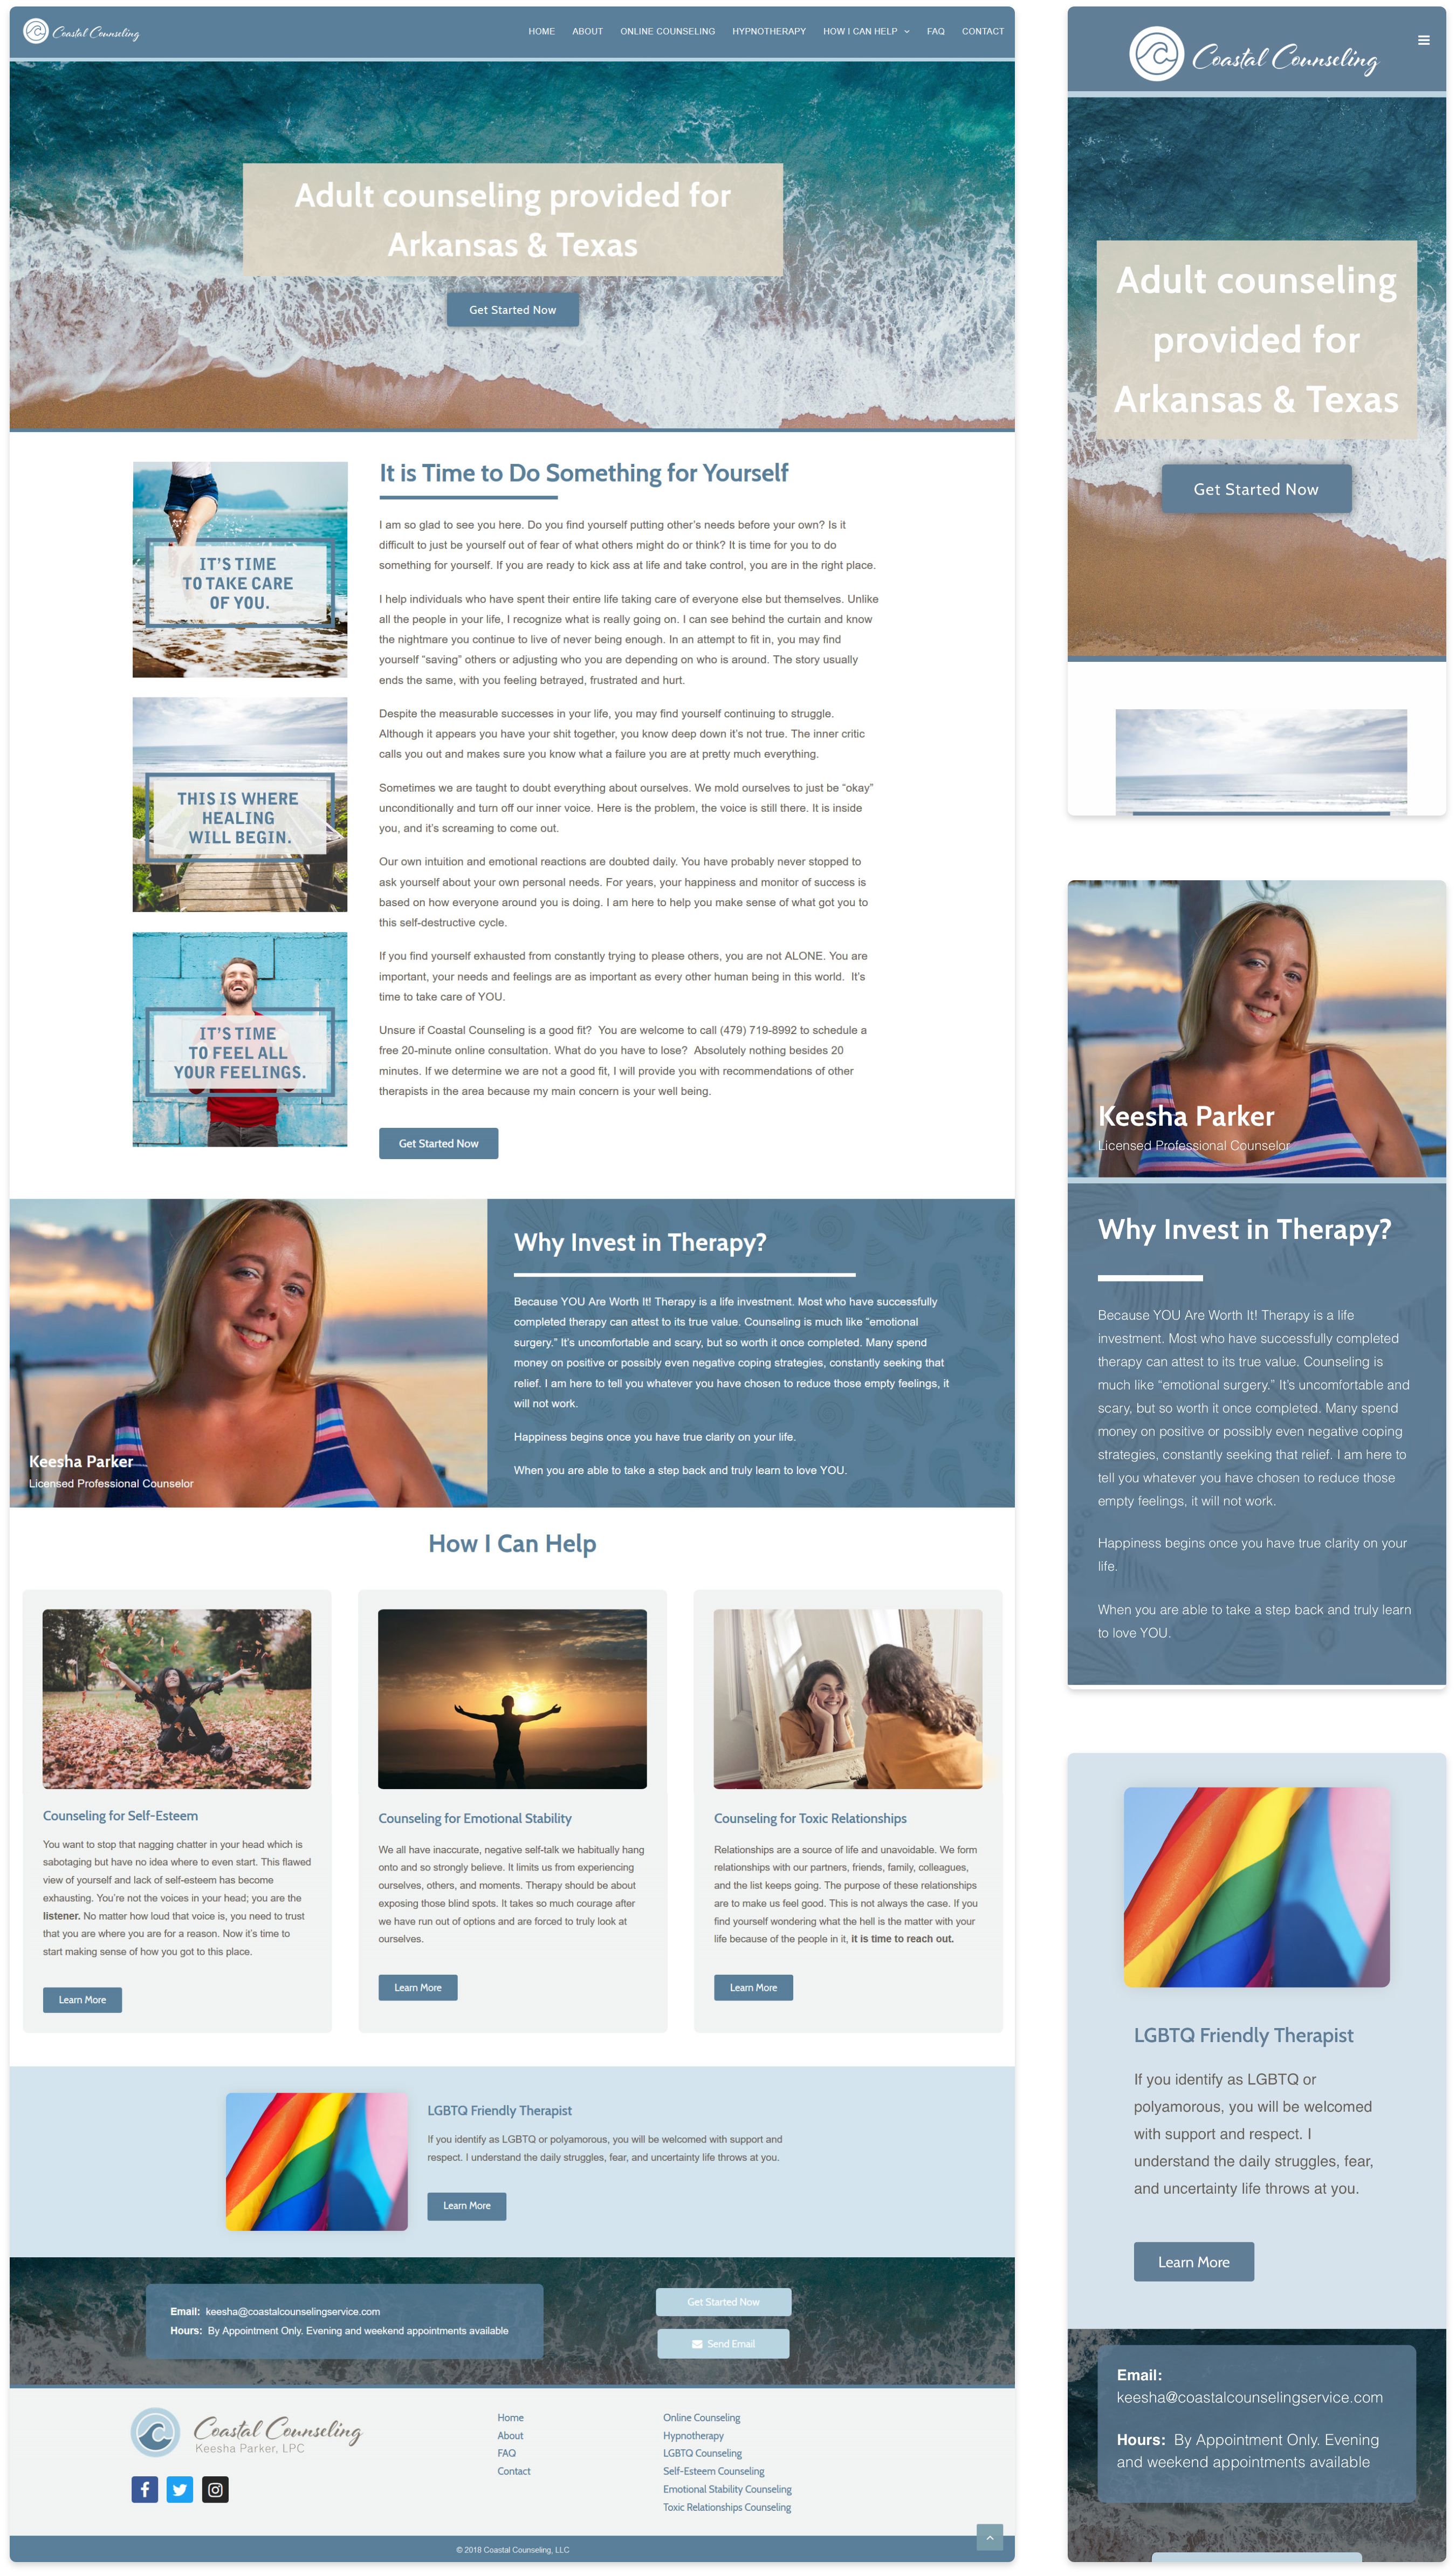 Coastal Counseling
HOME ABOUT ONLINE COUNSELING HYPNOTHERAPY HOW I CAN HELP FAQ CONTACT
Adult counseling provided for
Arkansas & Texas
Get Started Now
IT'S TIME
TO TAKE CARE
OF YOU.
THIS IS WHERE
HEALING
WILL BEGIN.
IT'S TIME
TO FEEL ALL
YOUR FEELINGS.
It is Time to Do Something for Yourself
I am so glad to see you here. Do you find yourself putting other's needs before your own? Is it
difficult to just be yourself out of fear of what others might do or think? It is time for you to do
something for yourself. If you are ready to kick ass at life and take control, you are in the right place.
I help individuals who have spent their entire life taking care of everyone else but themselves. Unlike
all the people in your life, I recognize what is really going on. I can see behind the curtain and know
the nightmare you continue to live of never being enough. In an attempt to fit in, you may find
yourself “saving” others or adjusting who you are depending on who is around. The story usually
ends the same, with you feeling betrayed, frustrated and hurt.
Despite the measurable successes in your life, you may find yourself continuing to struggle.
Although it appears you have your shit together, you know deep down it's not true. The inner critic
calls you out and makes sure you know what a failure you are at pretty much everything.
Sometimes we are taught to doubt everything about ourselves. We mold ourselves to just be “okay”
unconditionally and turn off our inner voice. Here is the problem, the voice is still there. It is inside
you, and it's screaming to come out.
Our own intuition and emotional reactions are doubted daily. You have probably never stopped to
ask yourself about your own personal needs. For years, your happiness and monitor of success is
based on how everyone around you is doing. I am here to help you make sense of what got you to
this self-destructive cycle.
If you find yourself exhausted from constantly trying to please others, you are not ALONE. You are
important, your needs and feelings are as important as every other human being in this world. It's
time to take care of YOU.
Unsure if Coastal Counseling is a good fit? You are welcome to call (479) 719-8992 to schedule a
free 20-minute online consultation. What do you have to lose? Absolutely nothing besides 20
minutes. If we determine we are not a good fit, I will provide you with recommendations of other
therapists in the area because my main concern is your well being.
Get Started Now
Keesha Parker
Licensed Professional Counselor
Why Invest in Therapy?
Because YOU Are Worth It! Therapy is a life investment. Most who have successfully
completed therapy can attest to its true value. Counseling is much like “emotional
surgery.” It's uncomfortable and scary, but so worth it once completed. Many spend
money on positive or possibly even negative coping strategies, constantly seeking that
relief. I am here to tell you whatever you have chosen to reduce those empty feelings, it
will not work.
Happiness begins once you have true clarity on your life.
When you are able to take a step back and truly learn to love YOU.
How I Can Help
Counseling for Self-Esteem
You want to stop that nagging chatter in your head which is
sabotaging but have no idea where to even start. This flawed
view of yourself and lack of self-esteem has become
exhausting. You're not the voices in your head; you are the
listener. No matter how loud that voice is, you need to trust
that you are where you are for a reason. Now it's time to
start making sense of how you got to this place.
Learn More
Counseling for Emotional Stability
We all have inaccurate, negative self-talk we habitually hang
onto and so strongly believe. It limits us from experiencing
ourselves, others, and moments. Therapy should be about
exposing those blind spots. It takes so much courage after
we have run out of options and are forced to truly look at
ourselves.
Learn More
Counseling for Toxic Relationships
Relationships are a source of life and unavoidable. We form
relationships with our partners, friends, family, colleagues,
and the list keeps going. The purpose of these relationships
are to make us feel good. This is not always the case. If you
find yourself wondering what the hell is the matter with your
life because of the people in it, it is time to reach out.
Learn More
LGBTQ Friendly Therapist
If you identify as LGBTQ or polyamorous, you will be welcomed with support and
respect. I understand the daily struggles, fear, and uncertainty life throws at you.
Learn More
Email: keesha@coastalcounselingservice.com
Hours: By Appointment Only. Evening and weekend appointments available
Get Started Now
Send Email
Coastal Counseling
Keesha Parker, LPC
Home
About
FAQ
Contact
Online Counseling
Hypnotherapy
LGBTQ Counseling
Self-Esteem Counseling
Emotional Stability Counseling
Toxic Relationships Counseling
© 2018 Coastal Counseling, LLC
Coastal Counseling
Adult counseling
provided for
Arkansas & Texas
Get Started Now
Keesha Parker
Licensed Professional Counselor
Why Invest in Therapy?
Because YOU Are Worth It! Therapy is a life
investment. Most who have successfully completed
therapy can attest to its true value. Counseling is
much like “emotional surgery.” It's uncomfortable and
scary, but so worth it once completed. Many spend
money on positive or possibly even negative coping
strategies, constantly seeking that relief. I am here to
tell you whatever you have chosen to reduce those
empty feelings, it will not work.
Happiness begins once you have true clarity on your
life.
When you are able to take a step back and truly learn
to love YOU.
LGBTQ Friendly Therapist
If you identify as LGBTQ or
polyamorous, you will be welcomed
with support and respect. I
understand the daily struggles, fear,
and uncertainty life throws at you.
Learn More
Email:
keesha@coastalcounselingservice.com
Hours: By Appointment Only. Evening
and weekend appointments available